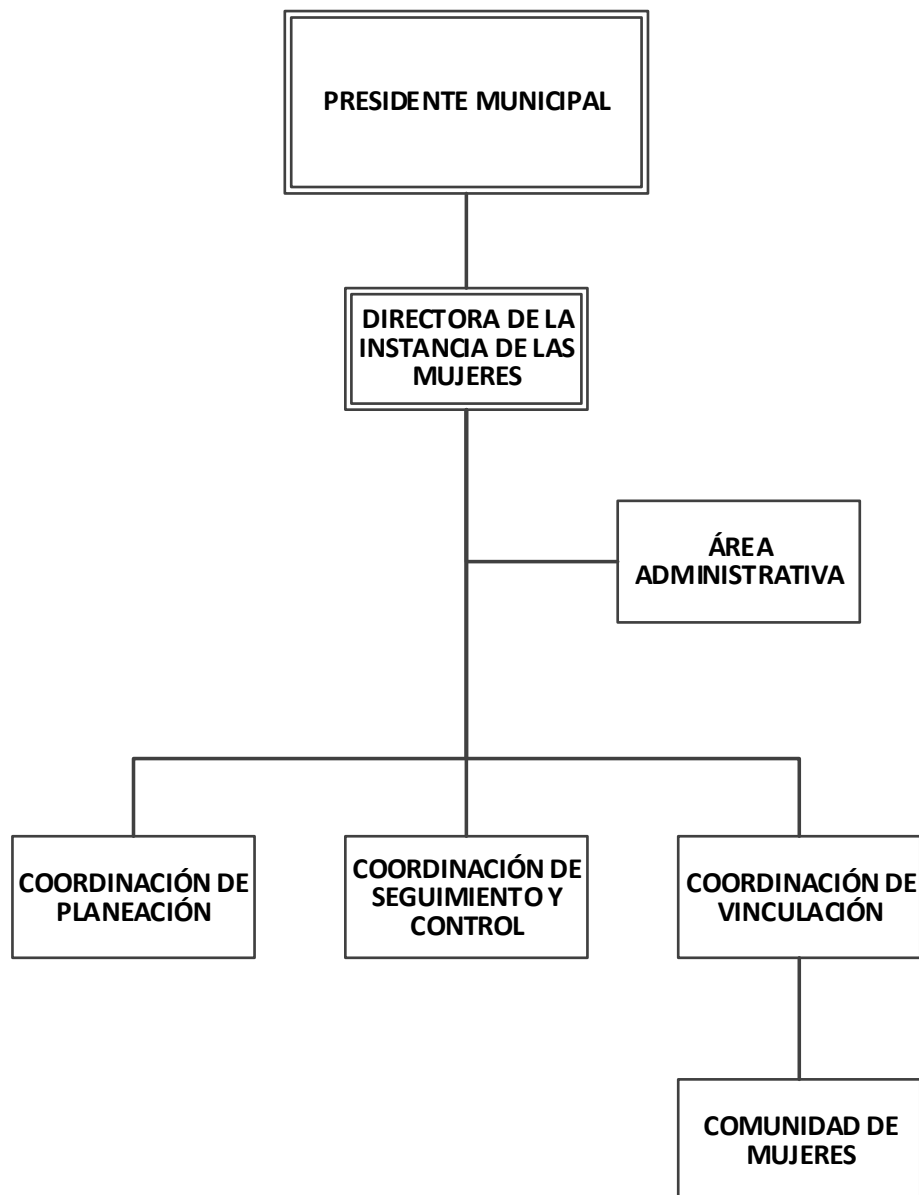 PRESIDENTE MUNICIPAL
DIRECTORA DE LA
INSTANCIA DE LAS
MUJERES
ÁREA
ADMINISTRATIVA
COORDINACIÓN DE
PLANEACIÓN
COORDINACIÓN DE
SEGUIMIENTO Y
CONTROL
COORDINACIÓN DE
VINCULACIÓN
COMUNIDAD DE
MUJERES